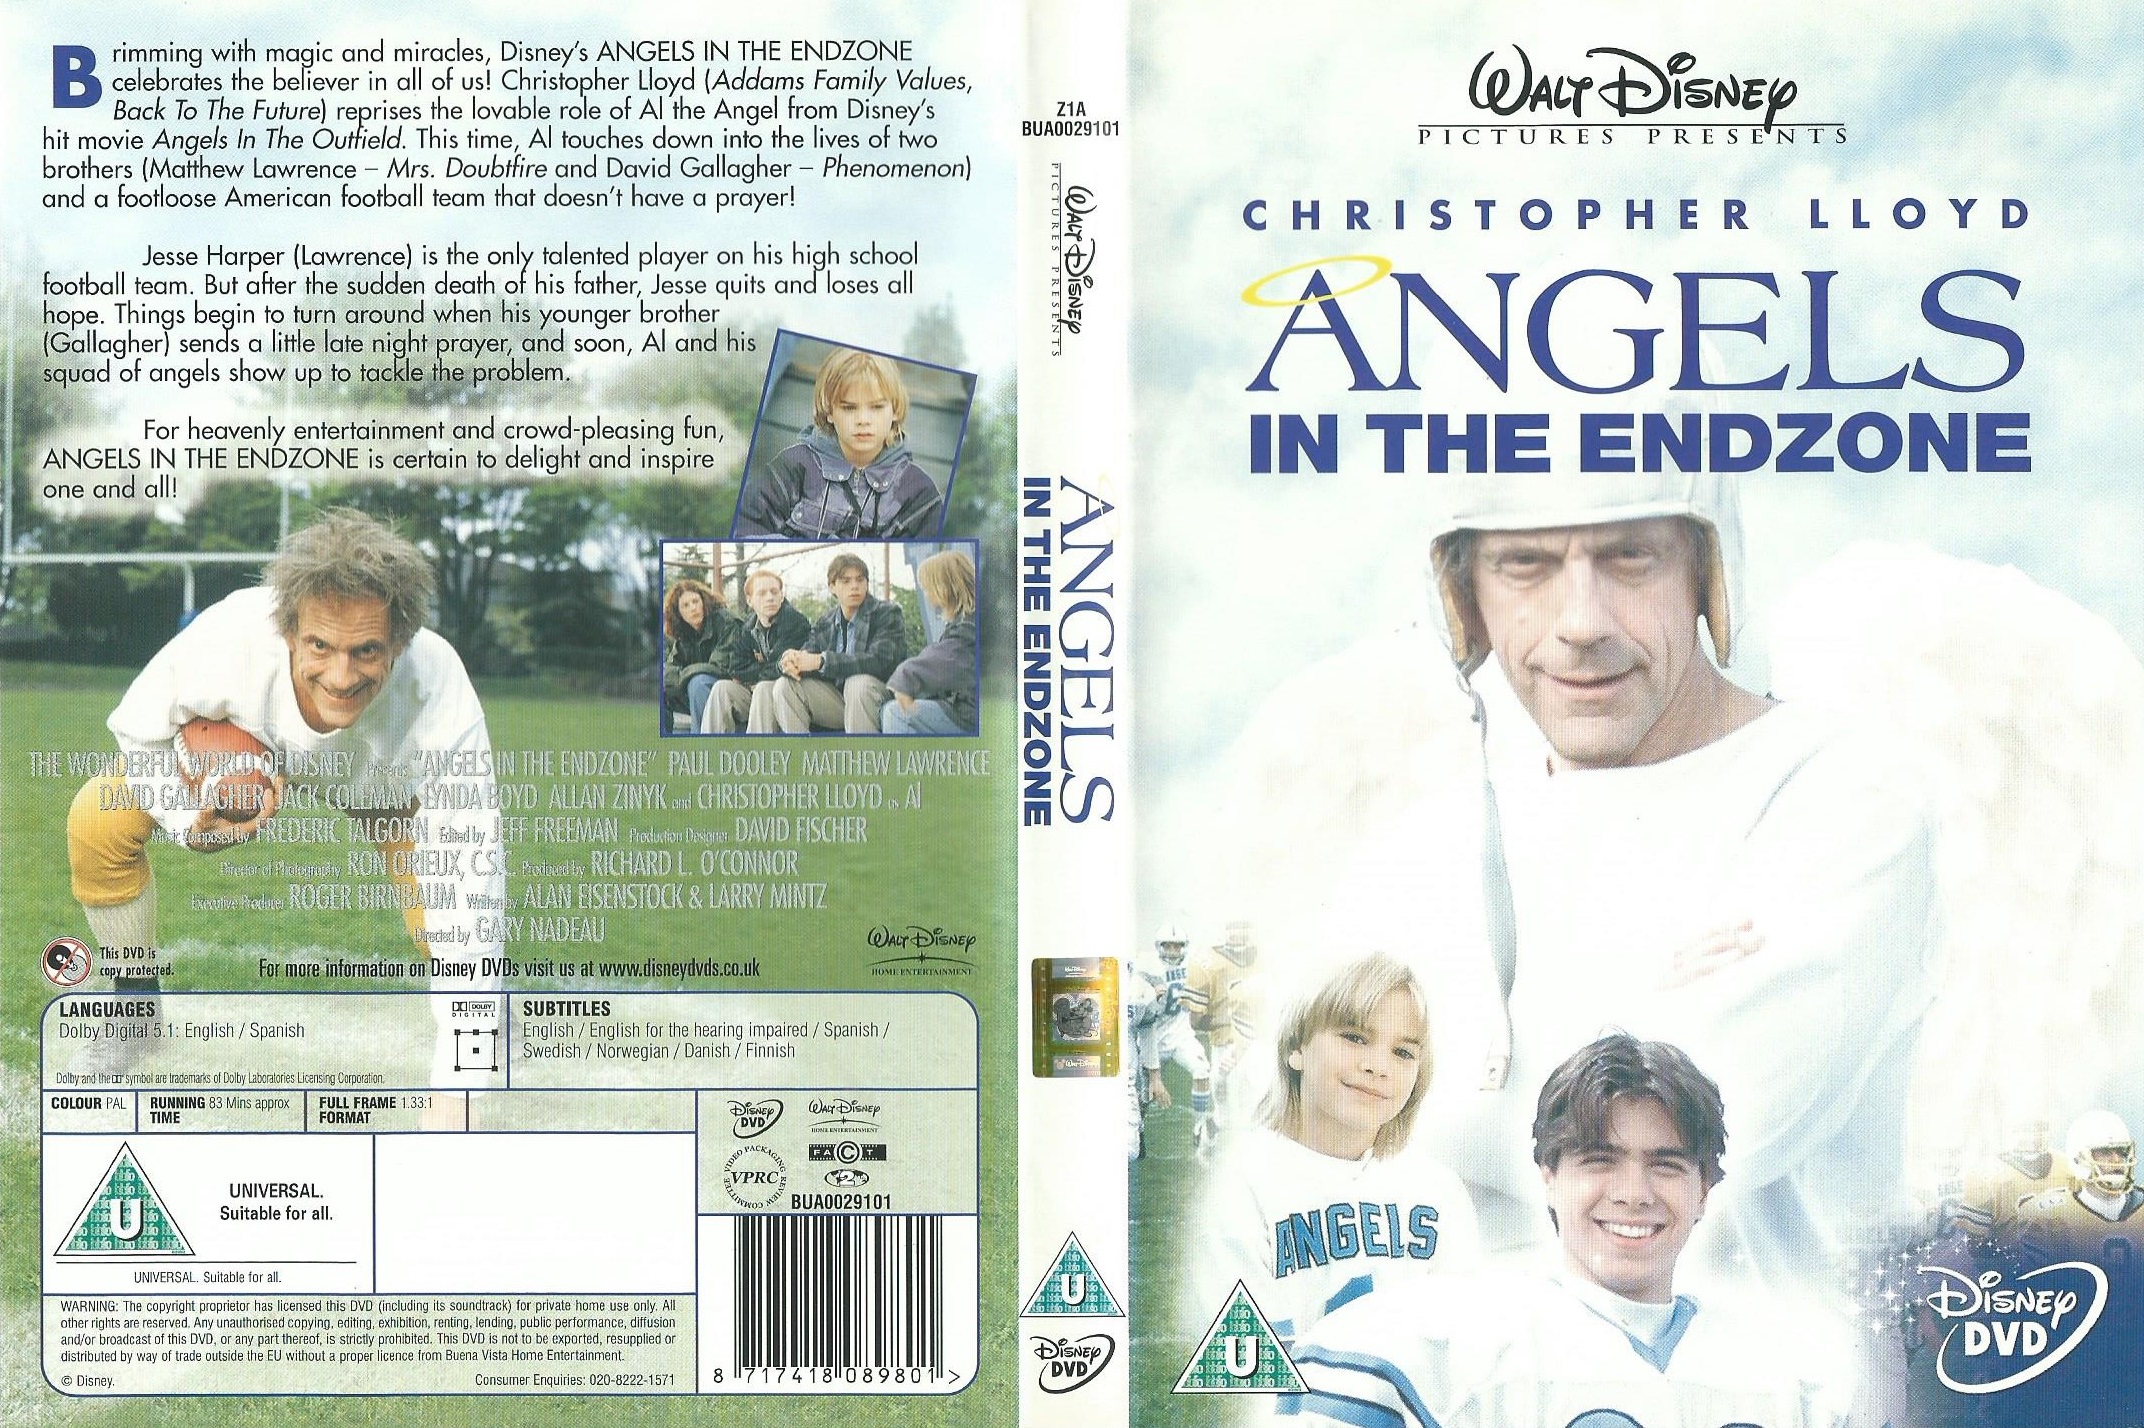 Brimming with magic and miracles, Disney's ANGELS IN THE ENDZONE
celebrates the believer in all of us! Christopher Lloyd (Addams Family Values,
Back To The Future) reprises the lovable role of Al the Angel from Disney's
hit movie Angels In The Outfield. This time, Al touches down into the lives of two
brothers (Matthew Lawrence – Mrs. Doubtfire and David Gallagher – Phenomenon)
and a footloose American football team that doesn't have a prayer!
Jesse Harper (Lawrence) is the only talented player on his high school
football team. But after the sudden death of his father, Jesse quits and loses all
hope. Things begin to turn around when his younger brother
(Gallagher) sends a little late night prayer, and soon, Al and his
squad of angels show up to tackle the problem.
For heavenly entertainment and crowd-pleasing fun,
ANGELS IN THE ENDZONE is certain to delight and inspire
one and all!
THE WONDERFUL WORLD OF DISNEY Presents "ANGELS IN THE ENDZONE" PAUL DOOLEY MATTHEW LAWRENCE
DAVID GALLAGHER JACK COLEMAN LYNDA BOYD ALLAN ZINYK and CHRISTOPHER LLOYD as Al
Music Composed by FREDERIC TALGORN Edited by JEFF FREEMAN Production Designer DAVID FISCHER
Director of Photography RON ORIEUX, C.S.C. Produced by RICHARD L. O'CONNOR
Executive Producer ROGER BIRNBAUM Written by ALAN EISENSTOCK & LARRY MINTZ
Directed by GARY NADEAU
This DVD is
copy protected.
For more information on Disney DVDs visit us at www.disneydvds.co.uk
WALT DISNEY
HOME ENTERTAINMENT
LANGUAGES
Dolby Digital 5.1: English / Spanish
DOLBY
DIGITAL
Dolby and the symbol are trademarks of Dolby Laboratories Licensing Corporation.
SUBTITLES
English / English for the hearing impaired / Spanish /
Swedish / Norwegian / Danish / Finnish
COLOUR PAL
RUNNING 83 Mins approx
TIME
FULL FRAME 1.33:1
FORMAT
DISNEY
DVD
WALT DISNEY
HOME ENTERTAINMENT
FACT
VIDEO PACKAGING REVIEW COMMITTEE
VPRC
BUA0029101
U
UNIVERSAL.
Suitable for all.
UNIVERSAL. Suitable for all.
WARNING: The copyright proprietor has licensed this DVD (including its soundtrack) for private home use only. All
other rights are reserved. Any unauthorised copying, editing, exhibition, renting, lending, public performance, diffusion
and/or broadcast of this DVD, or any part thereof, is strictly prohibited. This DVD is not to be exported, resupplied or
distributed by way of trade outside the EU without a proper licence from Buena Vista Home Entertainment.
© Disney.
Consumer Enquiries: 020-8222-1571
8 717418 089801 >
Z1A
BUA0029101
WALT DISNEY
PICTURES PRESENTS
ANGELS
IN THE ENDZONE
U
DISNEY
DVD
WALT DISNEY
PICTURES PRESENTS
CHRISTOPHER LLOYD
ANGELS
IN THE ENDZONE
ANGELS
U
DISNEY
DVD